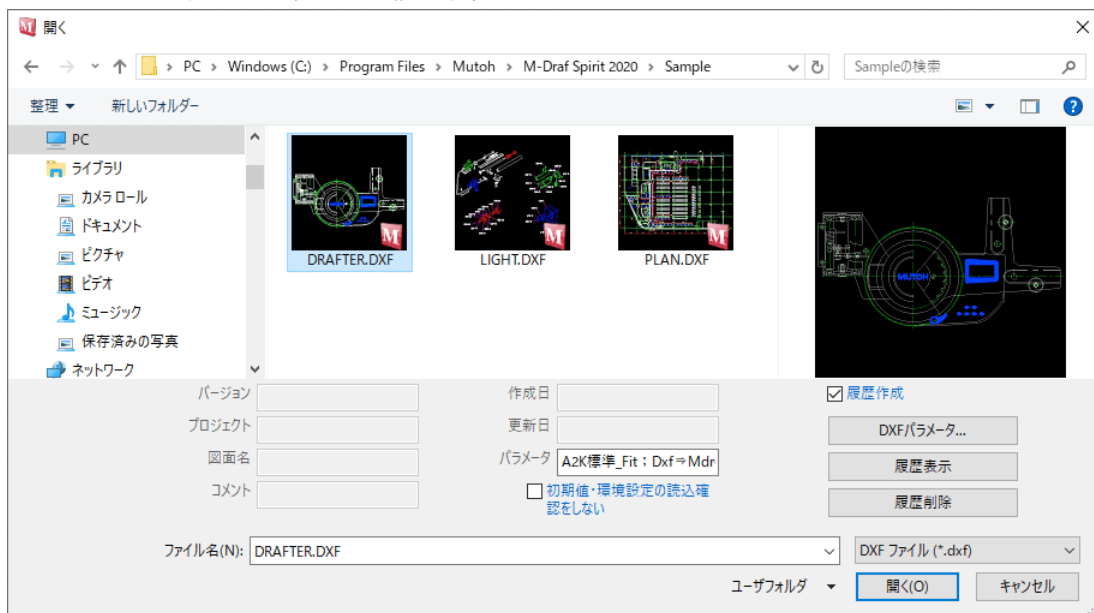 開く
PC › Windows (C:) › Program Files › Mutoh › M-Draf Spirit 2020 › Sample
Sampleの検索
整理
新しいフォルダー
PC
ライブラリ
カメラロール
ドキュメント
ピクチャ
ビデオ
ミュージック
保存済みの写真
ネットワーク
DRAFTER.DXF
LIGHT.DXF
PLAN.DXF
MUTOH
バージョン
作成日
履歴作成
プロジェクト
更新日
DXFパラメータ...
図面名
パラメータ
A2K標準_Fit;Dxf⇒Mdr
履歴表示
コメント
初期値・環境設定の読込確
認をしない
履歴削除
ファイル名(N):
DRAFTER.DXF
DXF ファイル (*.dxf)
ユーザフォルダ
開く(O)
キャンセル